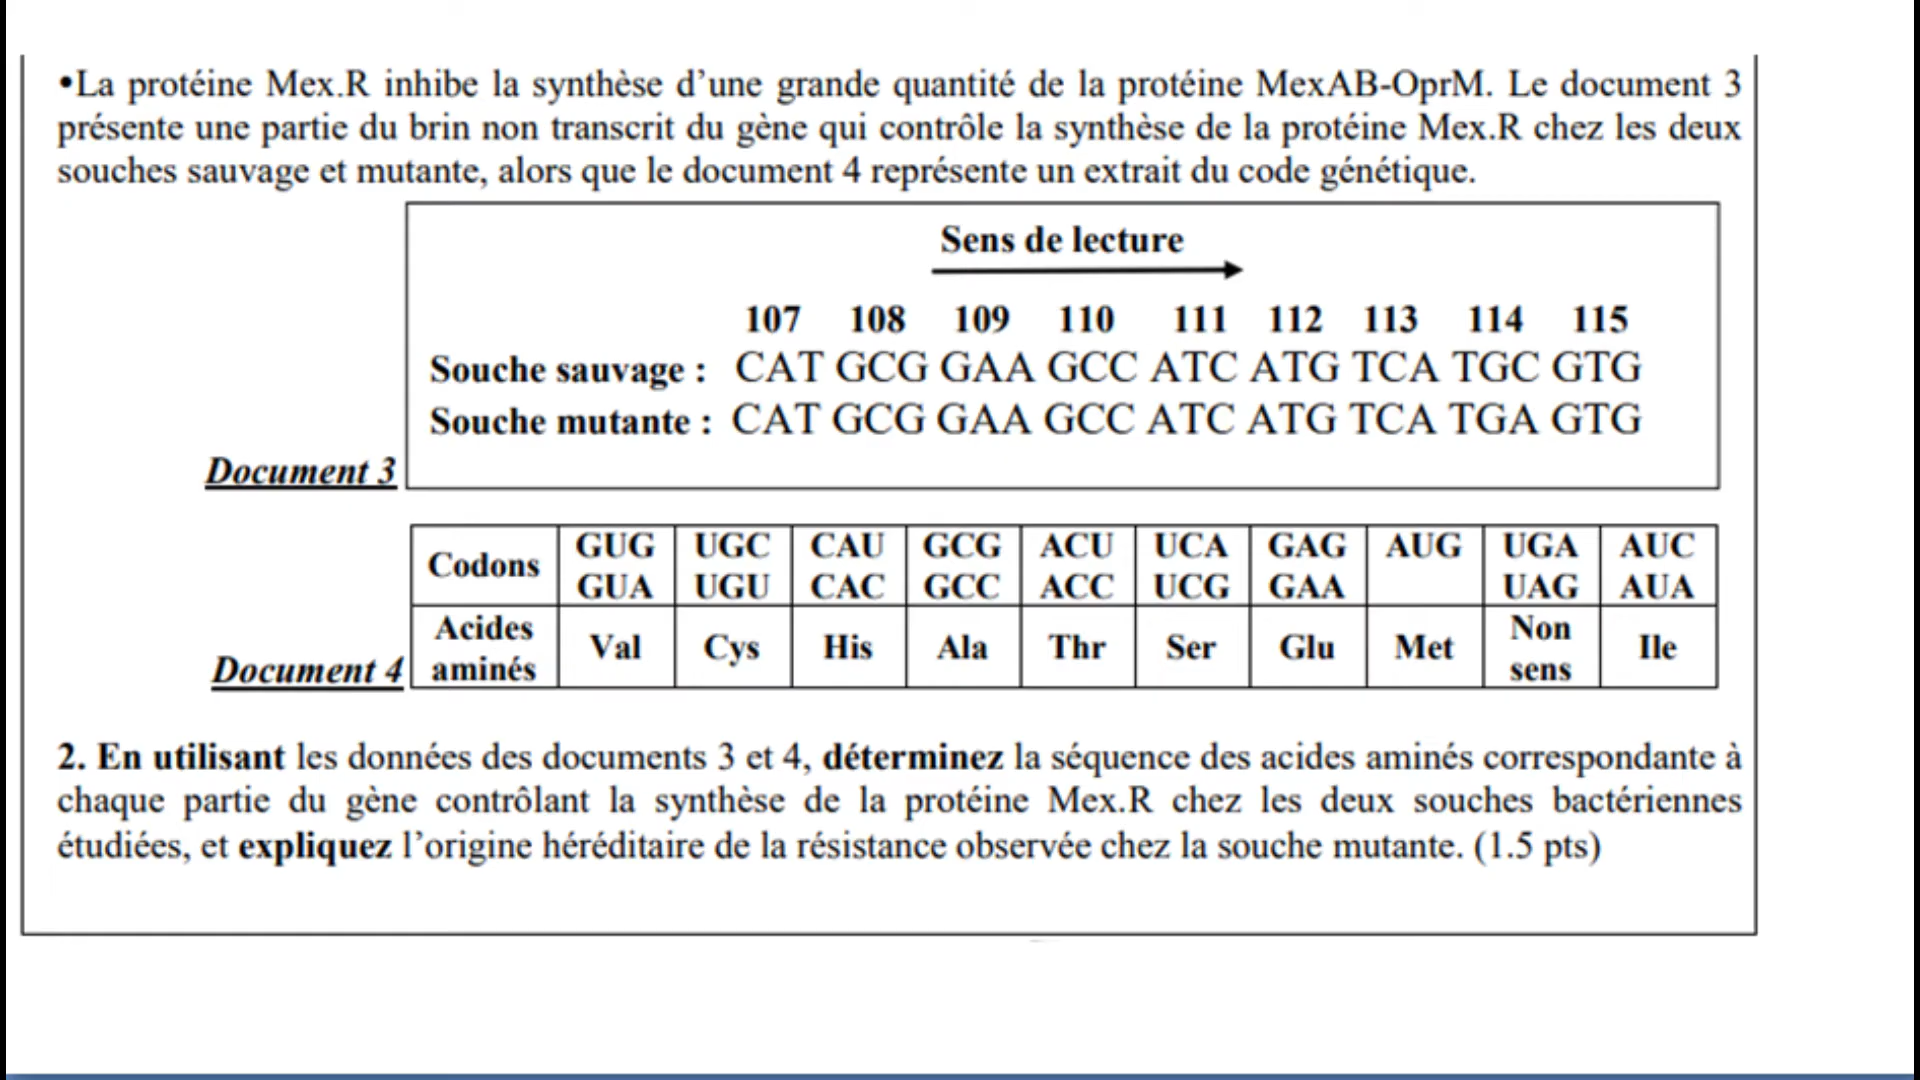 •La protéine Mex.R inhibe la synthèse d’une grande quantité de la protéine MexAB-OprM. Le document 3
présente une partie du brin non transcrit du gène qui contrôle la synthèse de la protéine Mex.R chez les deux
souches sauvage et mutante, alors que le document 4 représente un extrait du code génétique.
Sens de lecture
107 108 109 110 111 112 113 114 115
Souche sauvage : CAT GCG GAA GCC ATC ATG TCA TGC GTG
Souche mutante : CAT GCG GAA GCC ATC ATG TCA TGA GTG
Document 3
Codons GUG UGC CAU GCG ACU UCA GAG AUG UGA AUC
GUA UGU CAC GCC ACC UCG GAA UAG AUA
Acides aminés Val Cys His Ala Thr Ser Glu Met Non sens Ile
Document 4
2. En utilisant les données des documents 3 et 4, déterminez la séquence des acides aminés correspondante à
chaque partie du gène contrôlant la synthèse de la protéine Mex.R chez les deux souches bactériennes
étudiées, et expliquez l’origine héréditaire de la résistance observée chez la souche mutante. (1.5 pts)